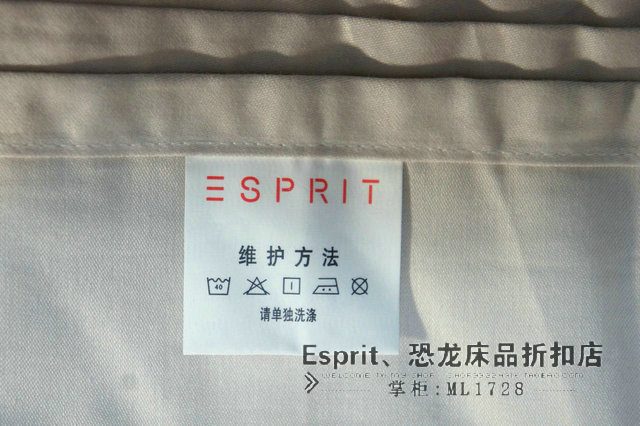 ESPRIT
维护方法
40
请单独洗涤
Esprit、恐龙床品折扣店
掌柜:ML1728